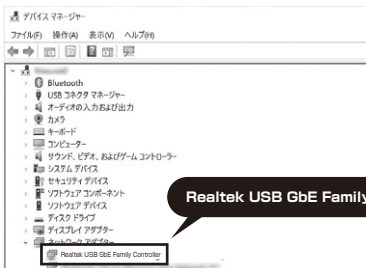 デバイス マネージャー
ファイル(F) 操作(A) 表示(V) ヘルプ(H)
Bluetooth
USB コネクタ マネージャー
オーディオの入力および出力
カメラ
キーボード
コンピューター
サウンド、ビデオ、およびゲーム コントローラー
システム デバイス
セキュリティ デバイス
ソフトウェア コンポーネント
ソフトウェア デバイス
ディスク ドライブ
ディスプレイ アダプター
ネットワーク アダプター
Realtek USB GbE Family Controller
Realtek USB GbE Family